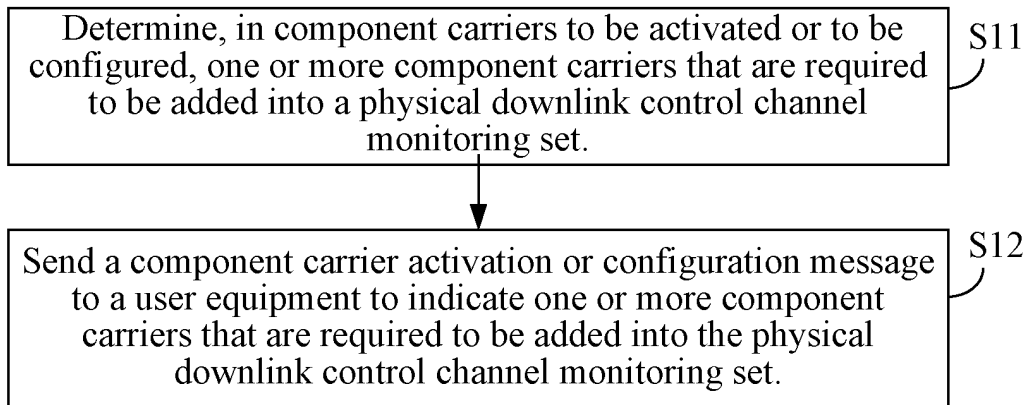 Determine, in component carriers to be activated or to be
configured, one or more component carriers that are required
to be added into a physical downlink control channel
monitoring set.
S11
Send a component carrier activation or configuration message
to a user equipment to indicate one or more component
carriers that are required to be added into the physical
downlink control channel monitoring set.
S12